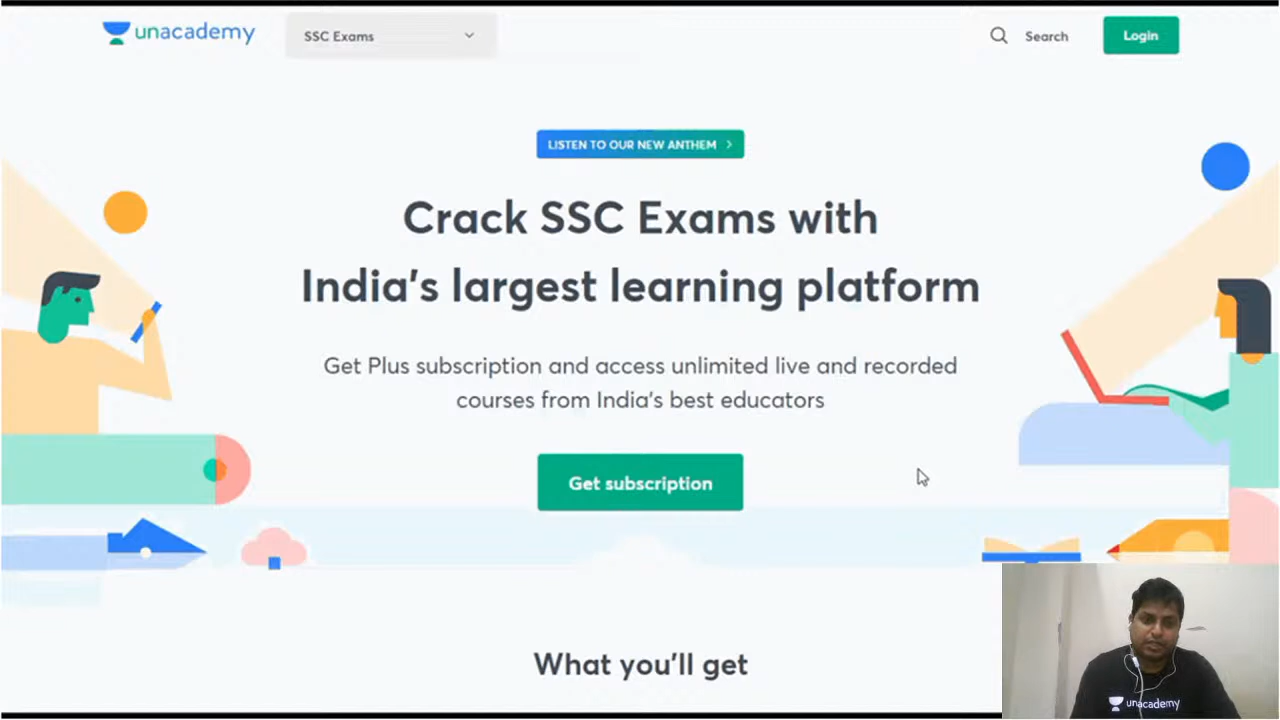 unacademy
SSC Exams
Search
Login
LISTEN TO OUR NEW ANTHEM
Crack SSC Exams with
India's largest learning platform
Get Plus subscription and access unlimited live and recorded
courses from India's best educators
Get subscription
What you'll get
unacademy